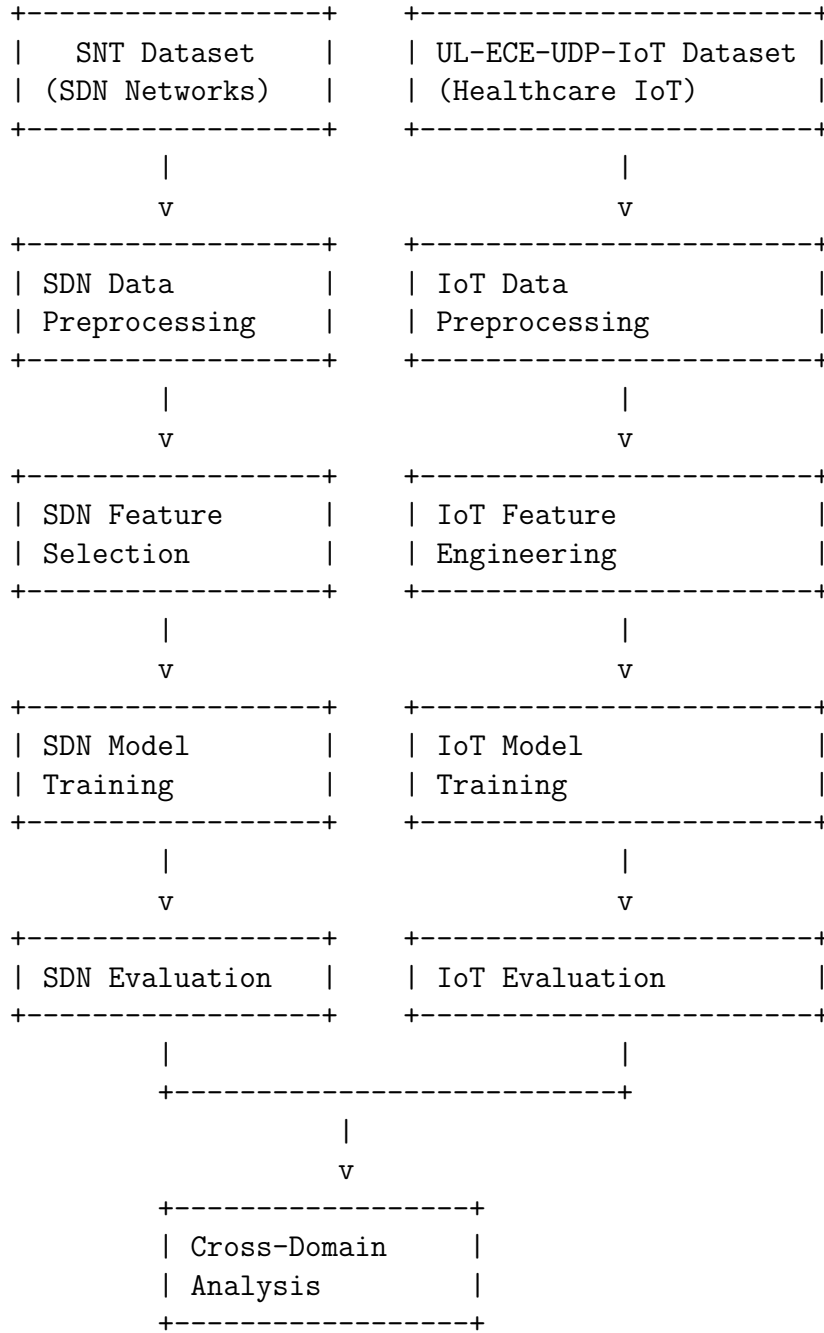 SNT Dataset
(SDN Networks)
UL-ECE-UDP-IoT Dataset
(Healthcare IoT)
v
v
SDN Data
Preprocessing
IoT Data
Preprocessing
v
v
SDN Feature
Selection
IoT Feature
Engineering
v
v
SDN Model
Training
IoT Model
Training
v
v
SDN Evaluation
IoT Evaluation
v
Cross-Domain
Analysis